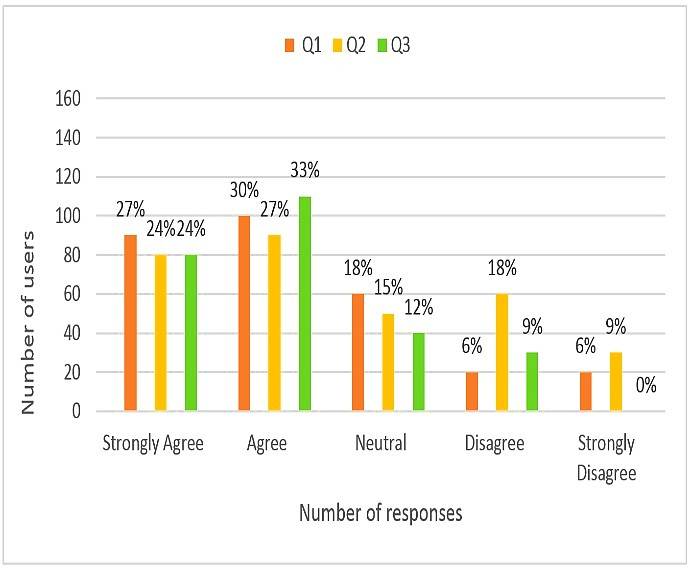 Q1 Q2 Q3
160
140
120
100
80
60
40
20
0
Number of users
27% 24% 24%
30% 27% 33%
18% 15% 12%
6% 18% 9%
6% 9% 0%
Strongly Agree Agree Neutral Disagree Strongly
Disagree
Number of responses